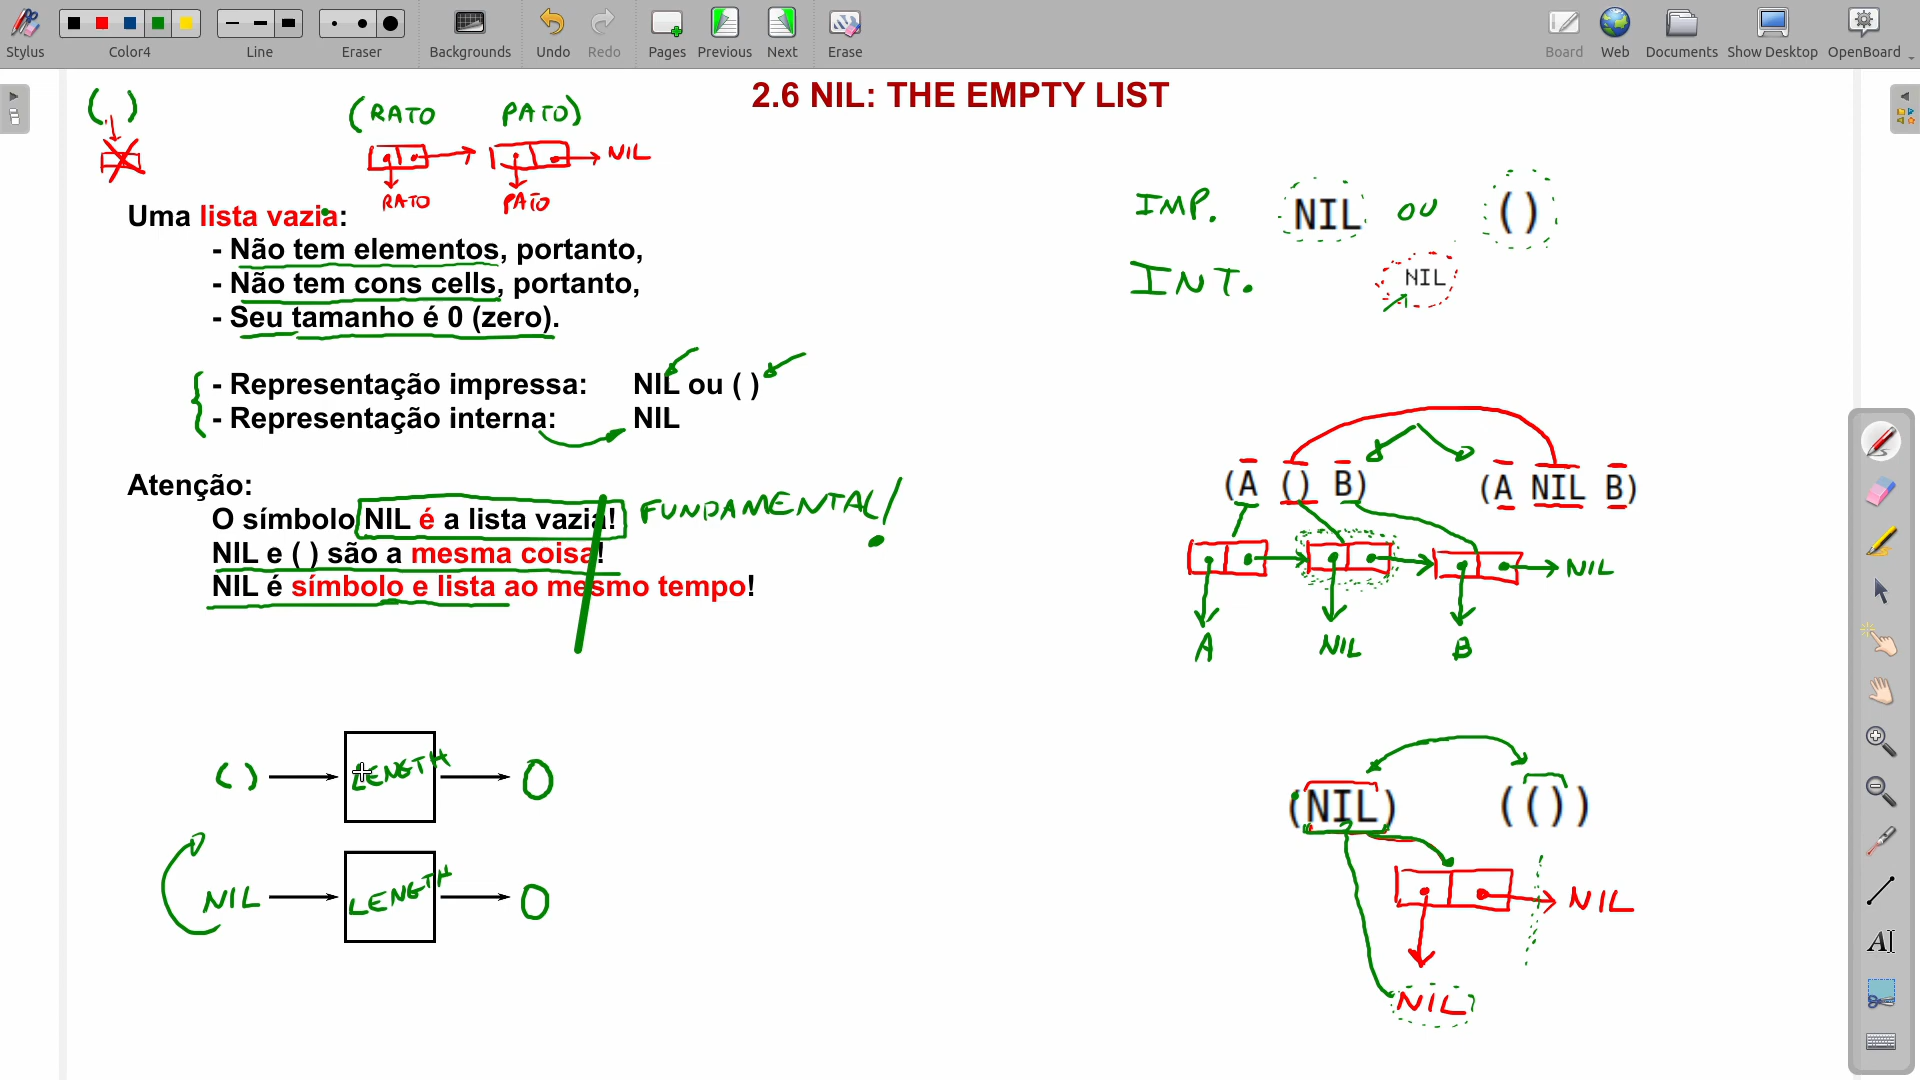 Stylus Color4 Line Eraser Backgrounds Undo Redo Pages Previous Next Erase Board Web Documents Show Desktop OpenBoard
2.6 NIL: THE EMPTY LIST
( )
(RATO PATO)
NIL
RATO PATO
Uma lista vazia:
- Não tem elementos, portanto,
- Não tem cons cells, portanto,
- Seu tamanho é 0 (zero).
- Representação impressa: NIL ou ( )
- Representação interna: NIL
Atenção:
O símbolo NIL é a lista vazia! FUNDAMENTAL!
NIL e ( ) são a mesma coisa!
NIL é símbolo e lista ao mesmo tempo!
( ) LENGTH 0
NIL LENGTH 0
IMP. NIL OU ()
INT. NIL
(A () B) (A NIL B)
NIL
A NIL B
(NIL) (())
NIL
NIL
AI